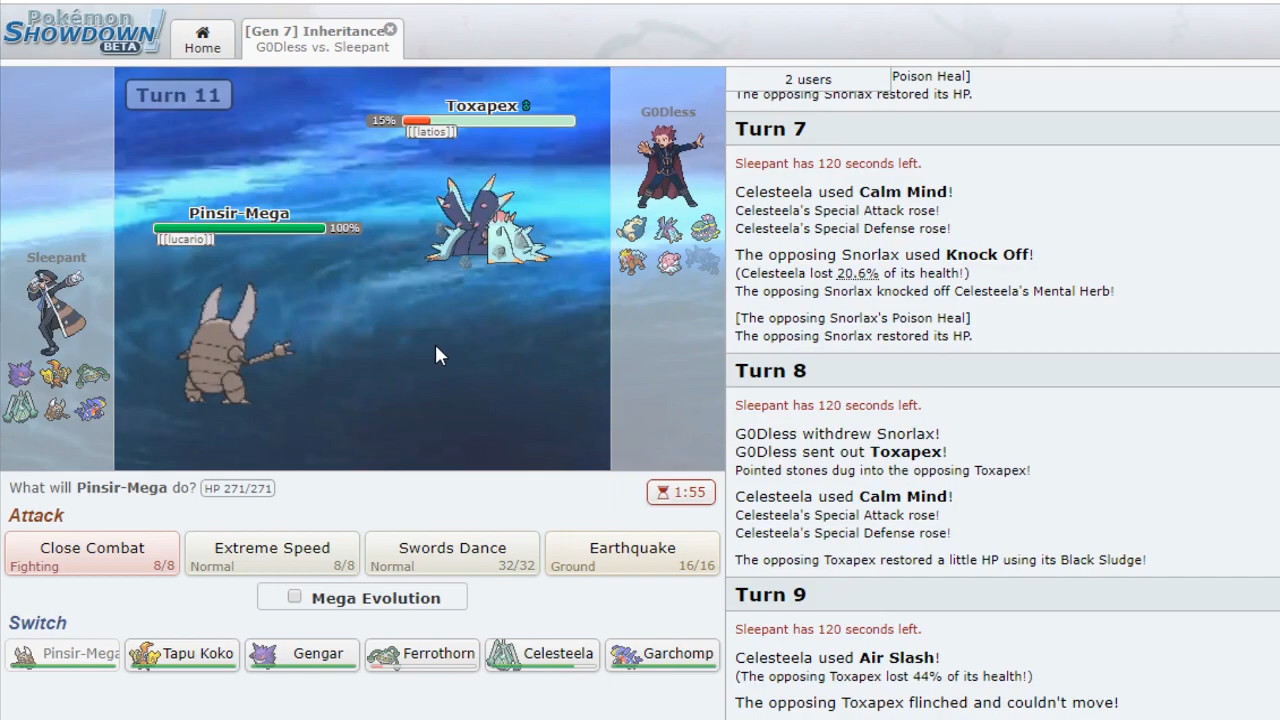 Pokémon
SHOWDOWN!
BETA
Home
[Gen 7] Inheritance
G0Dless vs. Sleepant
Turn 11
Toxapex
15%
[[latios]]
Pinsir-Mega
100%
[[lucario]]
Sleepant
G0Dless
What will Pinsir-Mega do? HP 271/271
1:55
Attack
Close Combat
Fighting 8/8
Extreme Speed
Normal 8/8
Swords Dance
Normal 32/32
Earthquake
Ground 16/16
Mega Evolution
Switch
Pinsir-Mega
Tapu Koko
Gengar
Ferrothorn
Celesteela
Garchomp
2 users
Poison Heal]
The opposing Snorlax restored its HP.
Turn 7
Sleepant has 120 seconds left.
Celesteela used Calm Mind!
Celesteela's Special Attack rose!
Celesteela's Special Defense rose!
The opposing Snorlax used Knock Off!
(Celesteela lost 20.6% of its health!)
The opposing Snorlax knocked off Celesteela's Mental Herb!
[The opposing Snorlax's Poison Heal]
The opposing Snorlax restored its HP.
Turn 8
Sleepant has 120 seconds left.
G0Dless withdrew Snorlax!
G0Dless sent out Toxapex!
Pointed stones dug into the opposing Toxapex!
Celesteela used Calm Mind!
Celesteela's Special Attack rose!
Celesteela's Special Defense rose!
The opposing Toxapex restored a little HP using its Black Sludge!
Turn 9
Sleepant has 120 seconds left.
Celesteela used Air Slash!
(The opposing Toxapex lost 44% of its health!)
The opposing Toxapex flinched and couldn't move!